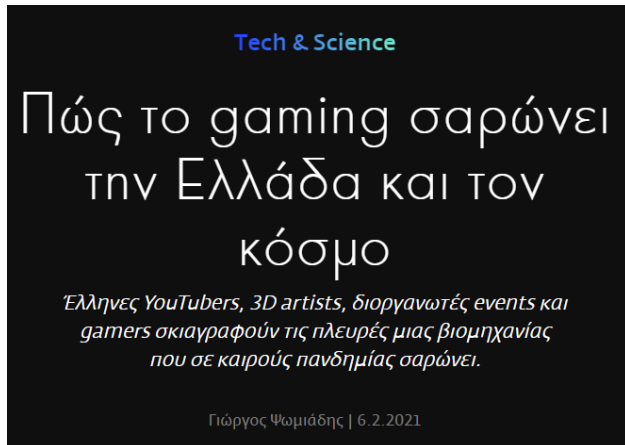 Tech & Science
Πώς το gaming σαρώνει
την Ελλάδα και τον
κόσμο
Έλληνες YouTubers, 3D artists, διοργανωτές events και
gamers σκιαγραφούν τις πλευρές μιας βιομηχανίας
που σε καιρούς πανδημίας σαρώνει.
Γιώργος Ψωμιάδης | 6.2.2021